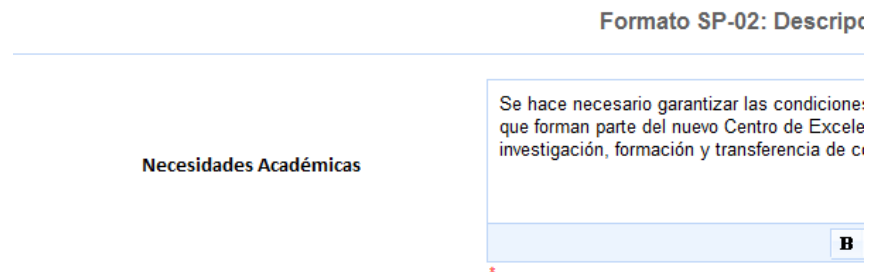 Formato SP-02: Descripc
Se hace necesario garantizar las condiciones
que forman parte del nuevo Centro de Excele
investigación, formación y transferencia de c
Necesidades Académicas
B
*